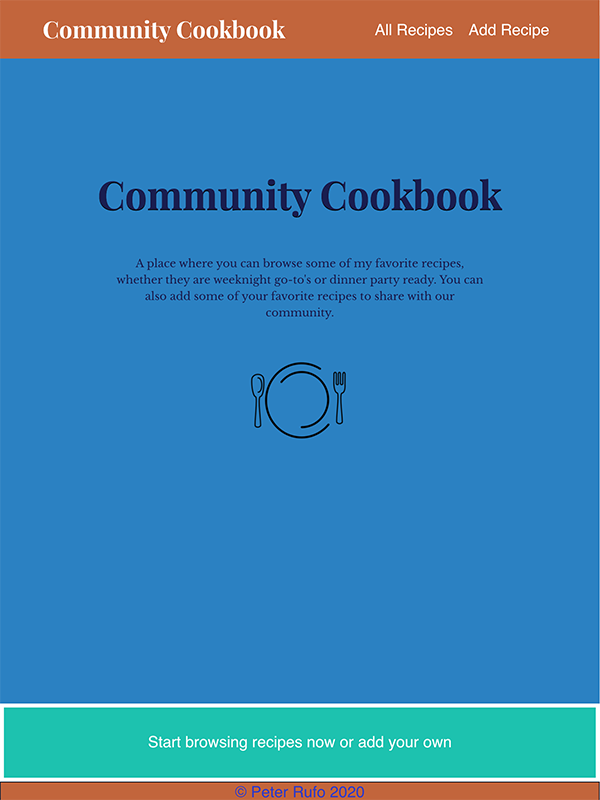 Community Cookbook
All Recipes Add Recipe
Community Cookbook
A place where you can browse some of my favorite recipes,
whether they are weeknight go-to's or dinner party ready. You can
also add some of your favorite recipes to share with our
community.
Start browsing recipes now or add your own
© Peter Rufo 2020